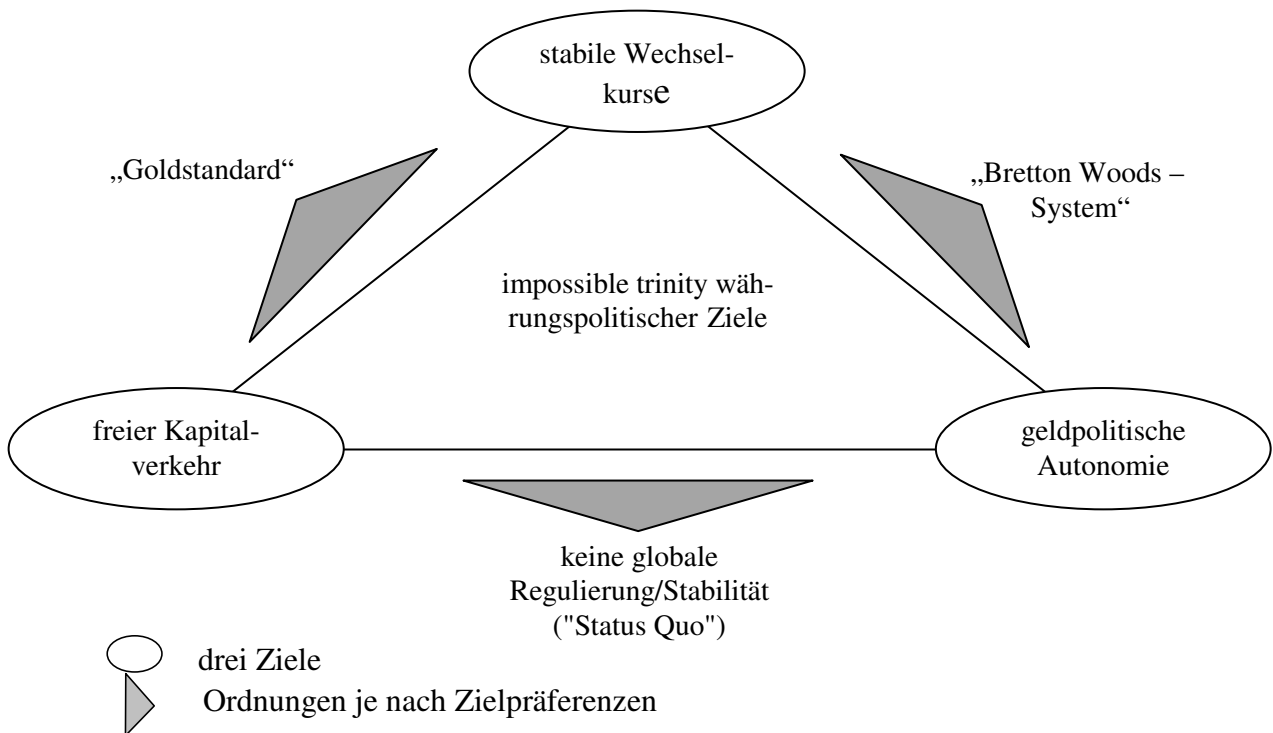 stabile Wechsel-
kurse
„Goldstandard“
„Bretton Woods –
System“
impossible trinity wäh-
rungspolitischer Ziele
freier Kapital-
verkehr
geldpolitische
Autonomie
keine globale
Regulierung/Stabilität
("Status Quo")
drei Ziele
Ordnungen je nach Zielpräferenzen